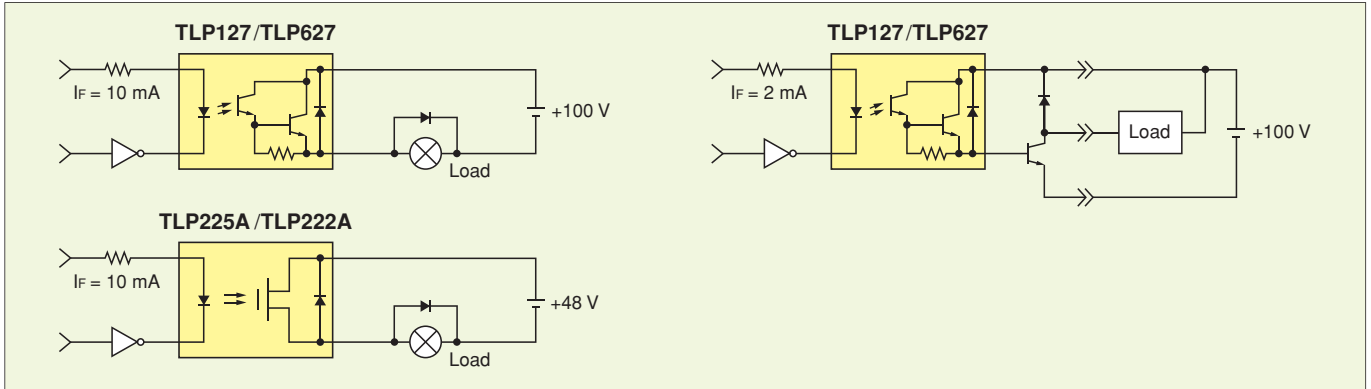 TLP127/TLP627
IF = 10 mA
+100 V
Load
TLP127/TLP627
IF = 2 mA
Load
+100 V
TLP225A/TLP222A
IF = 10 mA
+48 V
Load